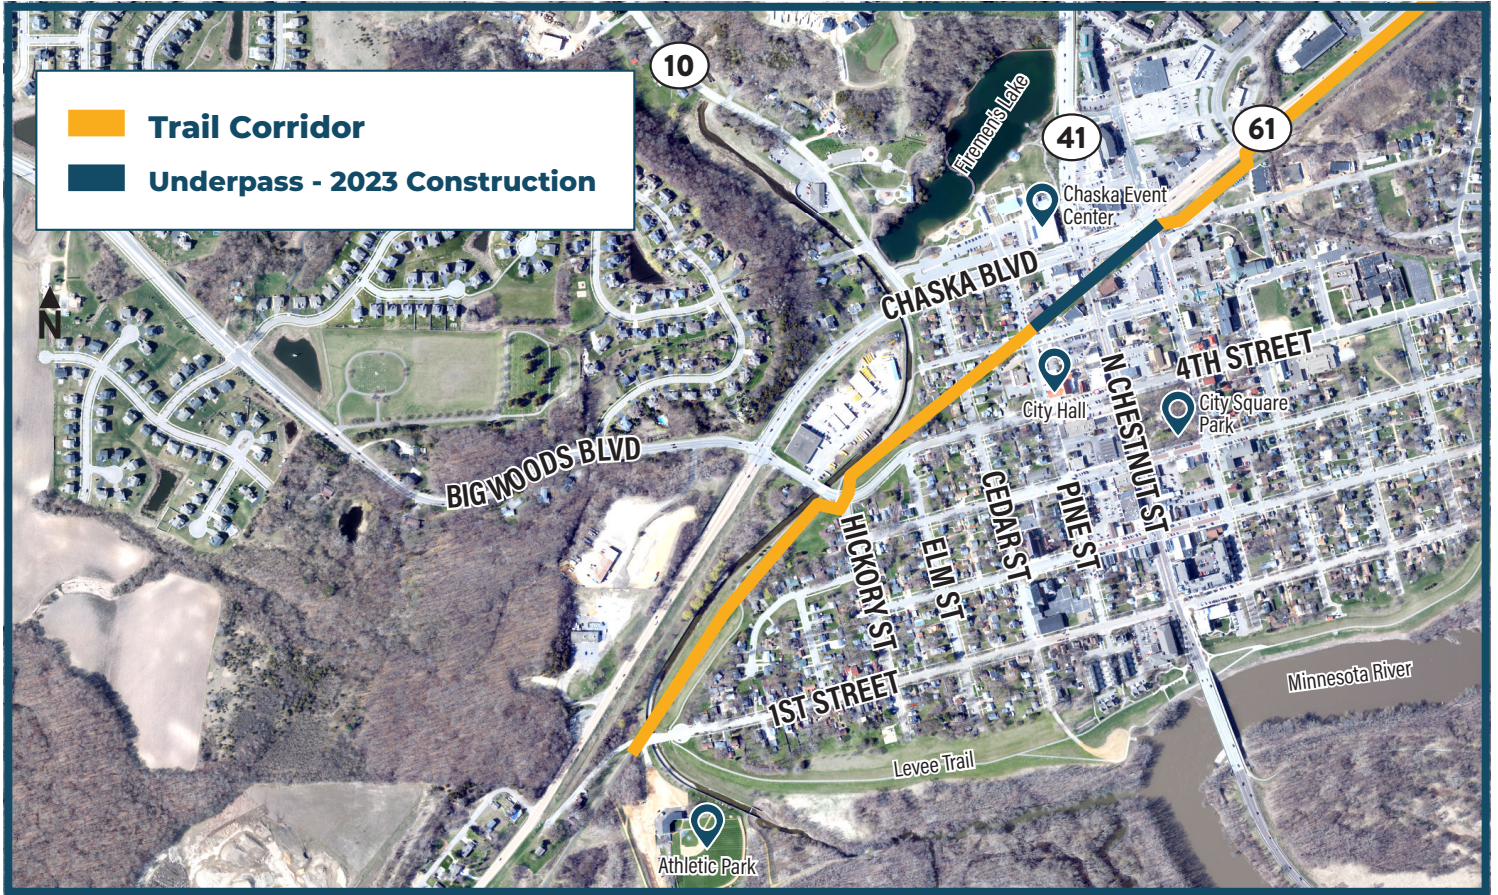 Trail Corridor
Underpass - 2023 Construction
10
Firemen's Lake
41
61
Chaska Event
Center
CHASKA BLVD
N
4TH STREET
City Hall
City Square
Park
N CHESTNUT ST
BIG WOODS BLVD
CEDAR ST
PINE ST
HICKORY ST
ELM ST
1ST STREET
Minnesota River
Levee Trail
Athletic Park